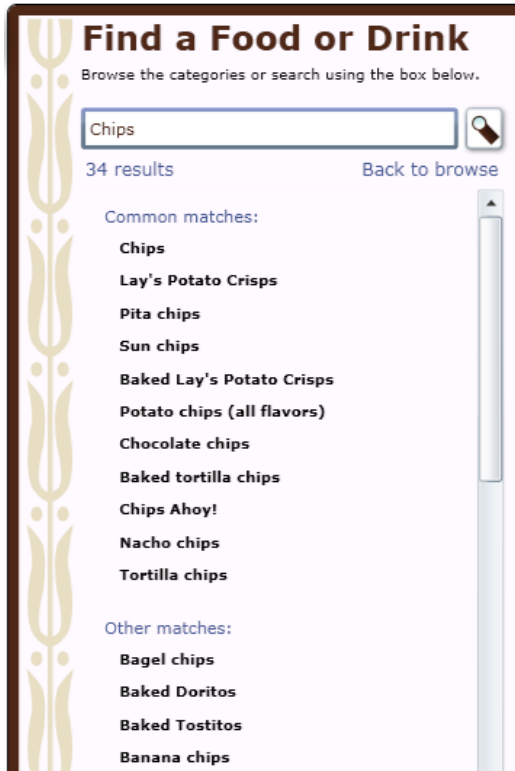 Find a Food or Drink
Browse the categories or search using the box below.
Chips
34 results
Back to browse
Common matches:
Chips
Lay's Potato Crisps
Pita chips
Sun chips
Baked Lay's Potato Crisps
Potato chips (all flavors)
Chocolate chips
Baked tortilla chips
Chips Ahoy!
Nacho chips
Tortilla chips
Other matches:
Bagel chips
Baked Doritos
Baked Tostitos
Banana chips